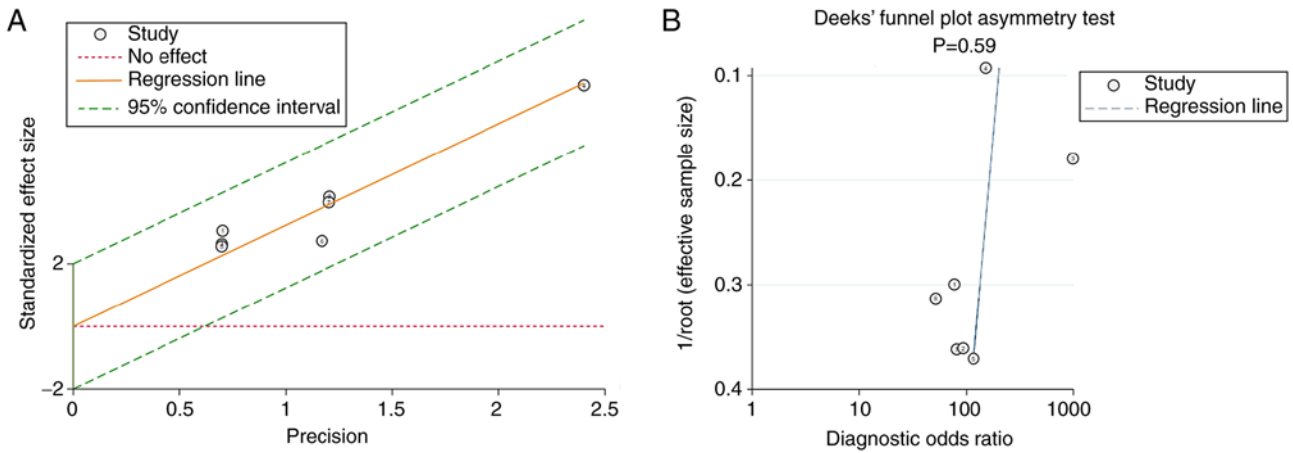 A
Study
No effect
Regression line
95% confidence interval
Standardized effect size
2
−2
0
0.5
1
1.5
2
2.5
Precision
B
Deeks’ funnel plot asymmetry test
P=0.59
Study
Regression line
1/root (effective sample size)
0.1
0.2
0.3
0.4
1
10
100
1000
Diagnostic odds ratio